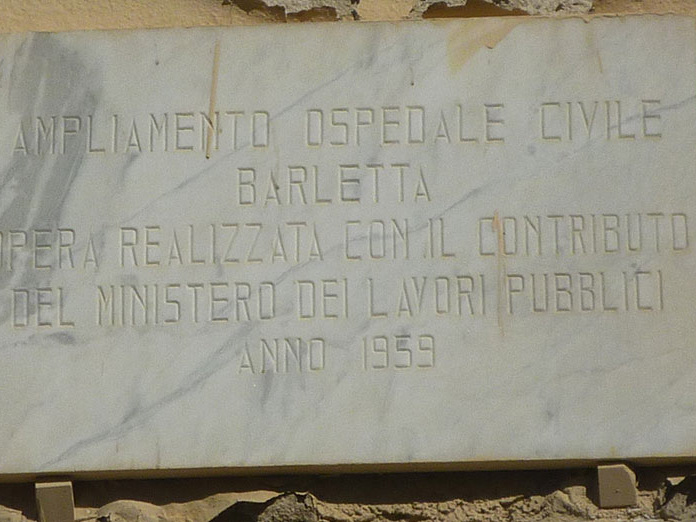 AMPLIAMENTO OSPEDALE CIVILE
BARLETTA
OPERA REALIZZATA CON IL CONTRIBUTO
DEL MINISTERO DEI LAVORI PUBBLICI
ANNO 1959